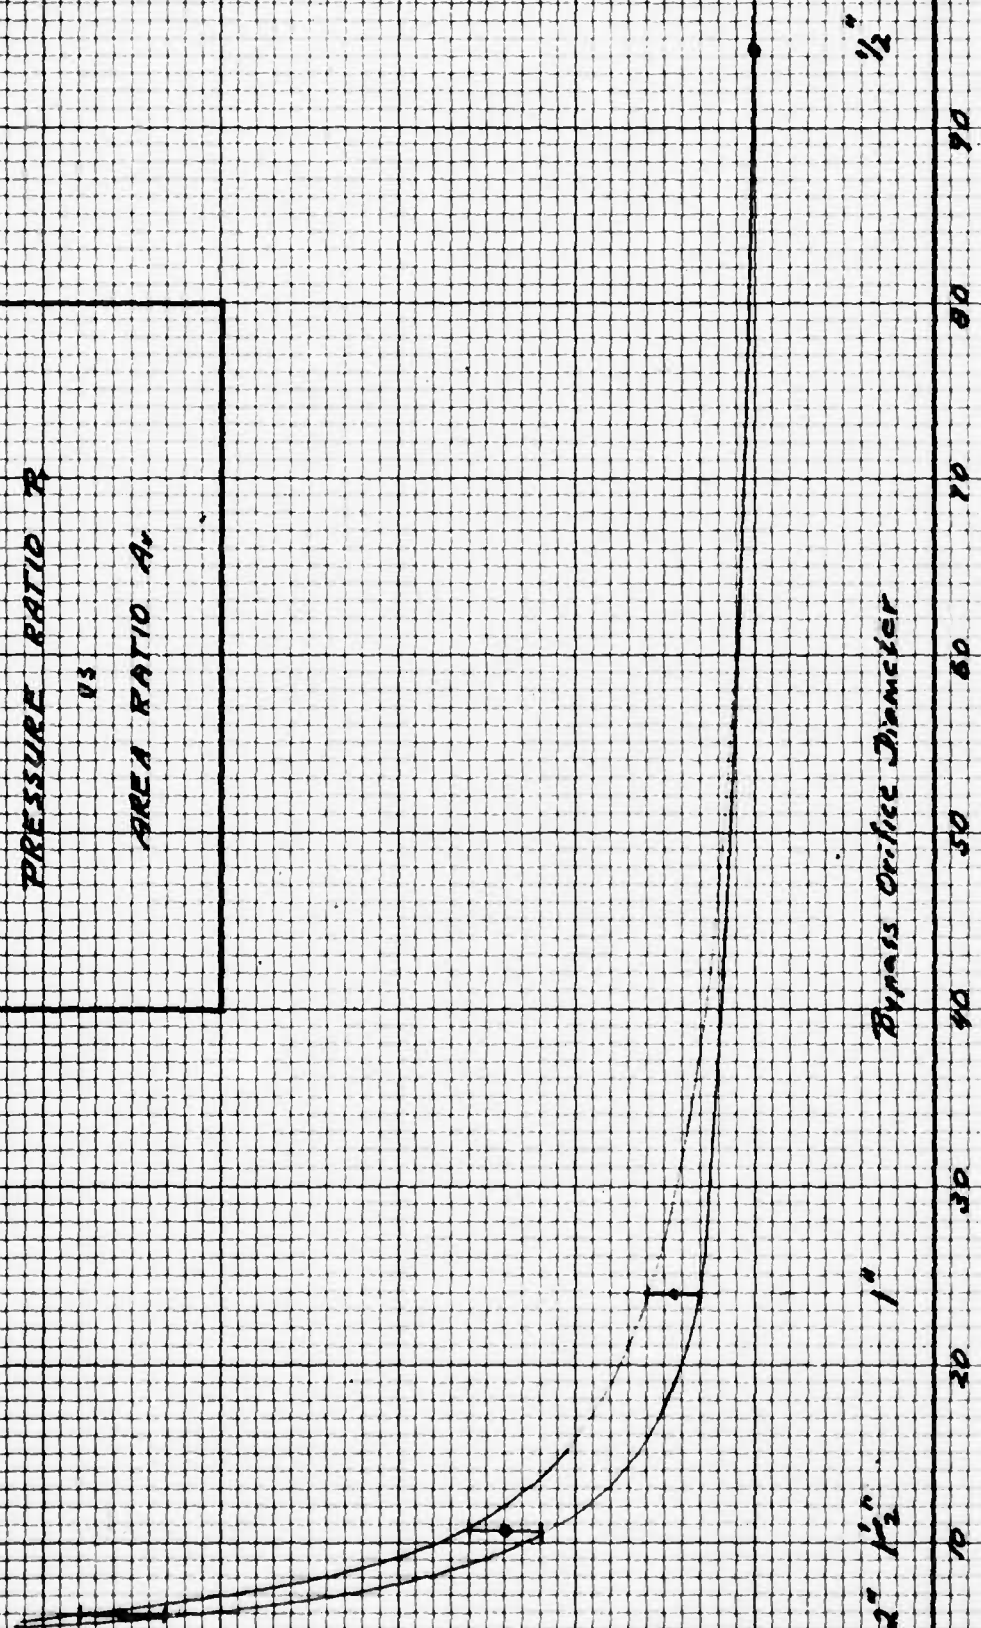 PRESSURE RATIO Pr
vs
AREA RATIO Ar
2" 1½" 1" ½"
Bypass Orifice Diameter
10 20 30 40 50 60 70 80 90